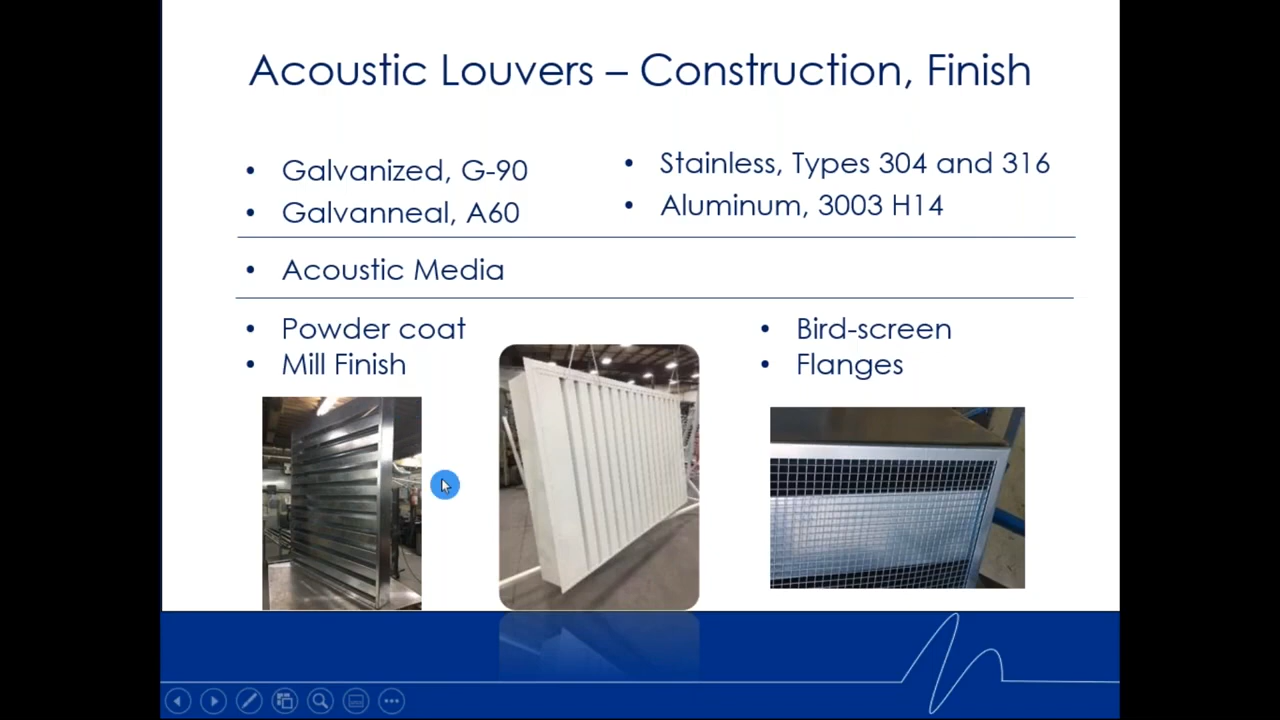 Acoustic Louvers – Construction, Finish
• Galvanized, G-90
• Galvanneal, A60
• Stainless, Types 304 and 316
• Aluminum, 3003 H14
• Acoustic Media
• Powder coat
• Mill Finish
• Bird-screen
• Flanges